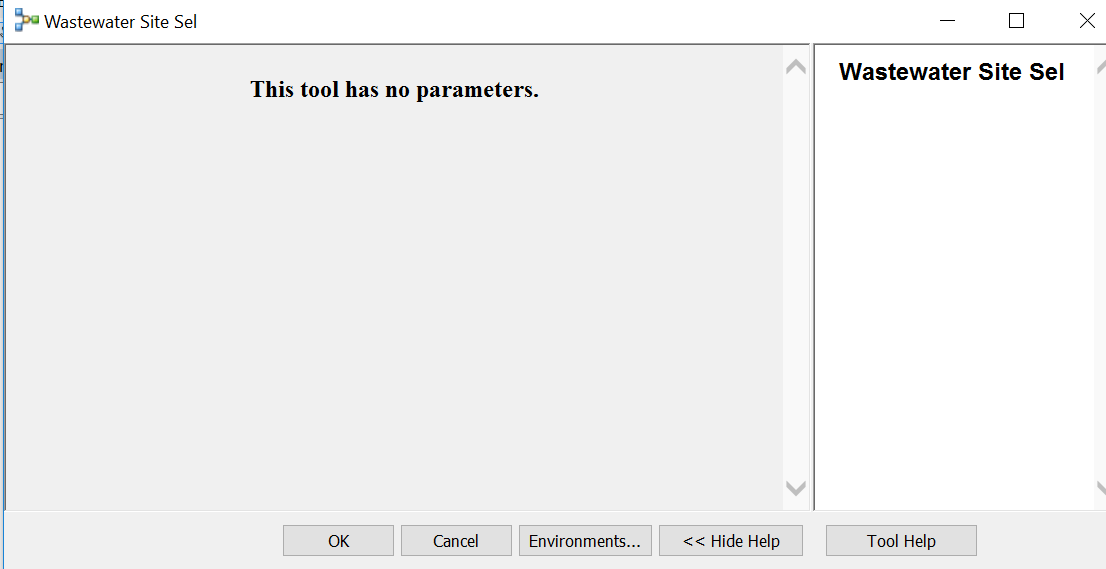 Wastewater Site Sel
This tool has no parameters.
Wastewater Site Sel
OK
Cancel
Environments...
<< Hide Help
Tool Help